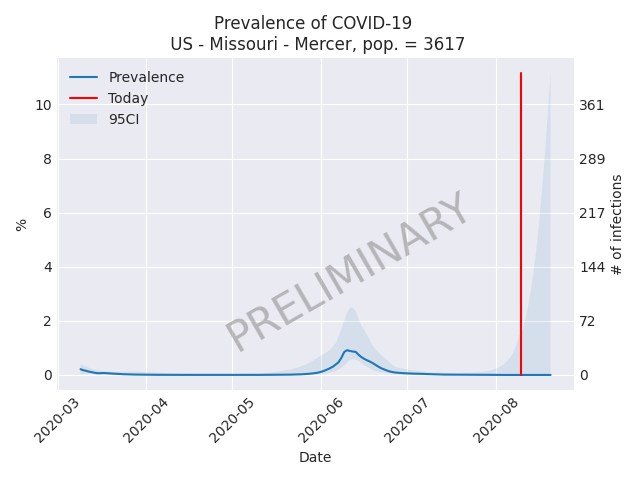 Prevalence of COVID-19
US - Missouri - Mercer, pop. = 3617
Prevalence
Today
95CI
10
8
6
4
2
0
%
361
289
217
144
72
0
# of infections
PRELIMINARY
2020-03
2020-04
2020-05
2020-06
2020-07
2020-08
Date